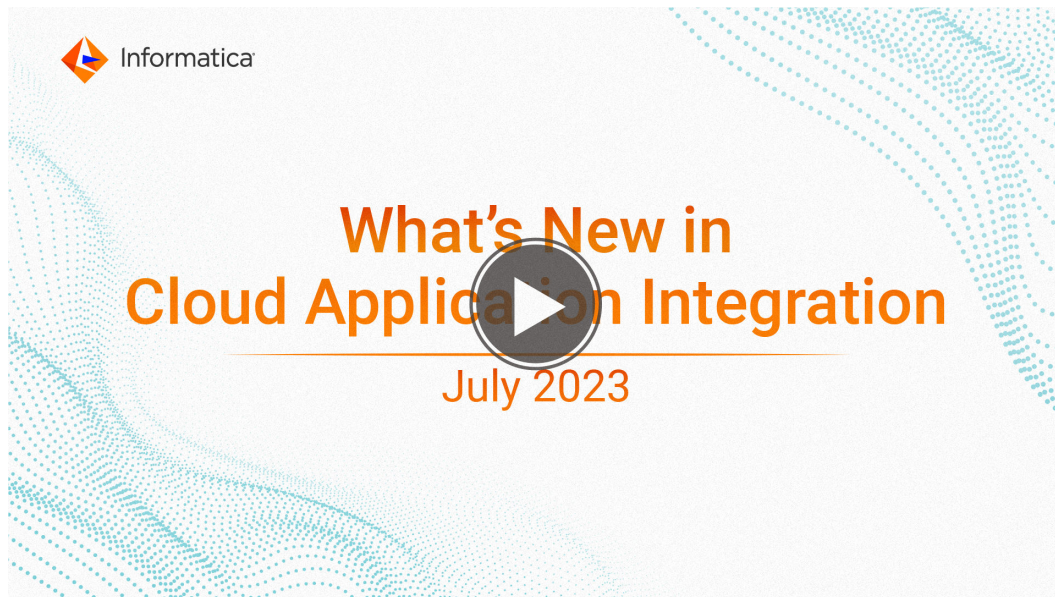 Informatica
What’s New in
Cloud Application Integration
July 2023